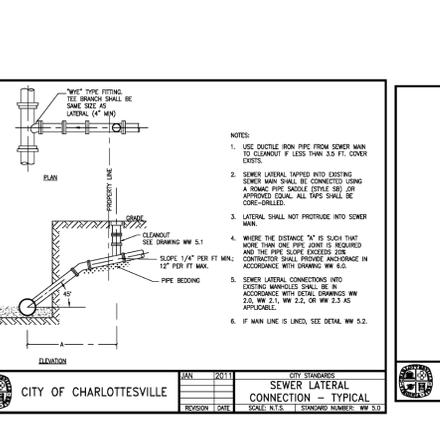 "WYE" TYPE FITTING.
TEE BRANCH SHALL BE
SAME SIZE AS
LATERAL (4" MIN)
PLAN
PROPERTY LINE
GRADE
CLEANOUT
SEE DRAWING WW 5.1
SLOPE 1/4" PER FT MIN.;
12" PER FT MAX.
PIPE BEDDING
45°
A
ELEVATION
NOTES:
1. USE DUCTILE IRON PIPE FROM SEWER MAIN
TO CLEANOUT IF LESS THAN 3.5 FT. COVER
EXISTS.
2. SEWER LATERAL TAPPED INTO EXISTING
SEWER MAIN SHALL BE CONNECTED USING
A ROMAC PIPE SADDLE (STYLE SB) ,OR
APPROVED EQUAL. ALL TAPS SHALL BE
CORE-DRILLED.
3. LATERAL SHALL NOT PROTRUDE INTO SEWER
MAIN.
4. WHERE THE DISTANCE "A" IS SUCH THAT
MORE THAN ONE PIPE JOINT IS REQUIRED
AND THE PIPE SLOPE EXCEEDS 20%
CONTRACTOR SHALL PROVIDE ANCHORAGE IN
ACCORDANCE WITH DRAWING WW 6.0.
5. SEWER LATERAL CONNECTIONS INTO
EXISTING MANHOLES SHALL BE IN
ACCORDANCE WITH DETAIL DRAWINGS WW
2.0, WW 2.1, WW 2.2, OR WW 2.3 AS
APPLICABLE.
6. IF MAIN LINE IS LINED, SEE DETAIL WW 5.2.
CITY OF CHARLOTTESVILLE
JAN 2011
REVISION DATE
CITY STANDARDS
SEWER LATERAL
CONNECTION – TYPICAL
SCALE: N.T.S. STANDARD NUMBER: WW 5.0